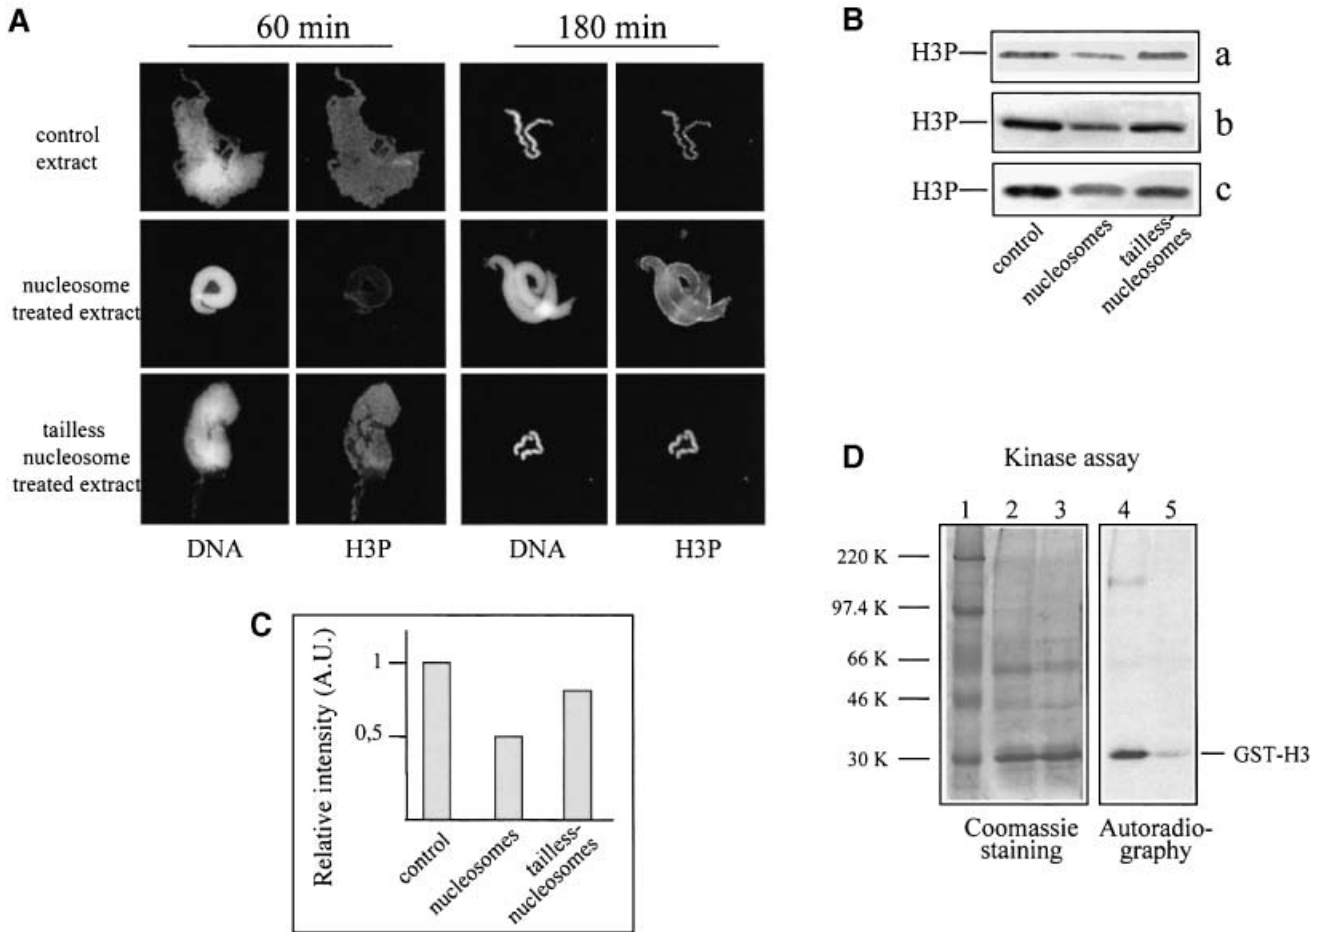 A
60 min
180 min
control
extract
nucleosome
treated extract
tailless
nucleosome
treated extract
DNA
H3P
DNA
H3P
B
H3P
a
H3P
b
H3P
c
control
nucleosomes
tailless-
nucleosomes
C
Relative intensity (A.U.)
1
0,5
control
nucleosomes
tailless-
nucleosomes
D
Kinase assay
1
2
3
4
5
220 K
97.4 K
66 K
46 K
30 K
GST-H3
Coomassie
staining
Autoradio-
graphy